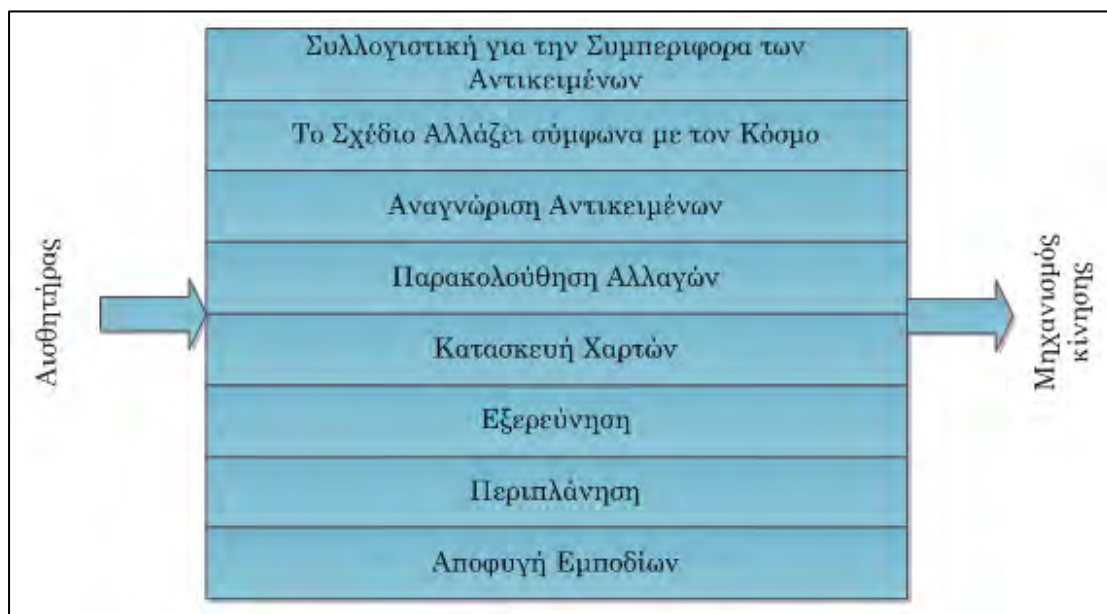 Συλλογιστική για την Συμπεριφορα των
Αντικειμένων
Το Σχέδιο Αλλάζει σύμφωνα με τον Κόσμο
Αναγνώριση Αντικειμένων
Παρακολούθηση Αλλαγών
Κατασκευή Χαρτών
Εξερεύνηση
Περιπλάνηση
Αποφυγή Εμποδίων
Αισθητήρας
Μηχανισμός
κίνησης